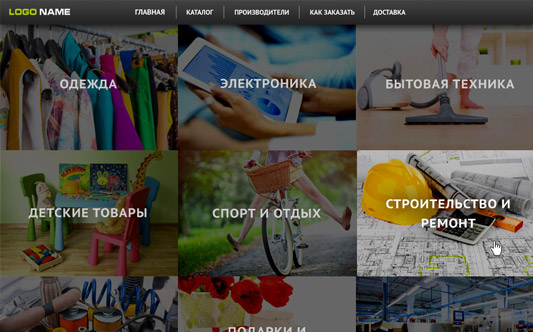 LOGO NAME
ГЛАВНАЯ
КАТАЛОГ
ПРОИЗВОДИТЕЛИ
КАК ЗАКАЗАТЬ
ДОСТАВКА
ОДЕЖДА
ЭЛЕКТРОНИКА
БЫТОВАЯ ТЕХНИКА
ДЕТСКИЕ ТОВАРЫ
СПОРТ И ОТДЫХ
СТРОИТЕЛЬСТВО И
РЕМОНТ
ПОДАРКИ И